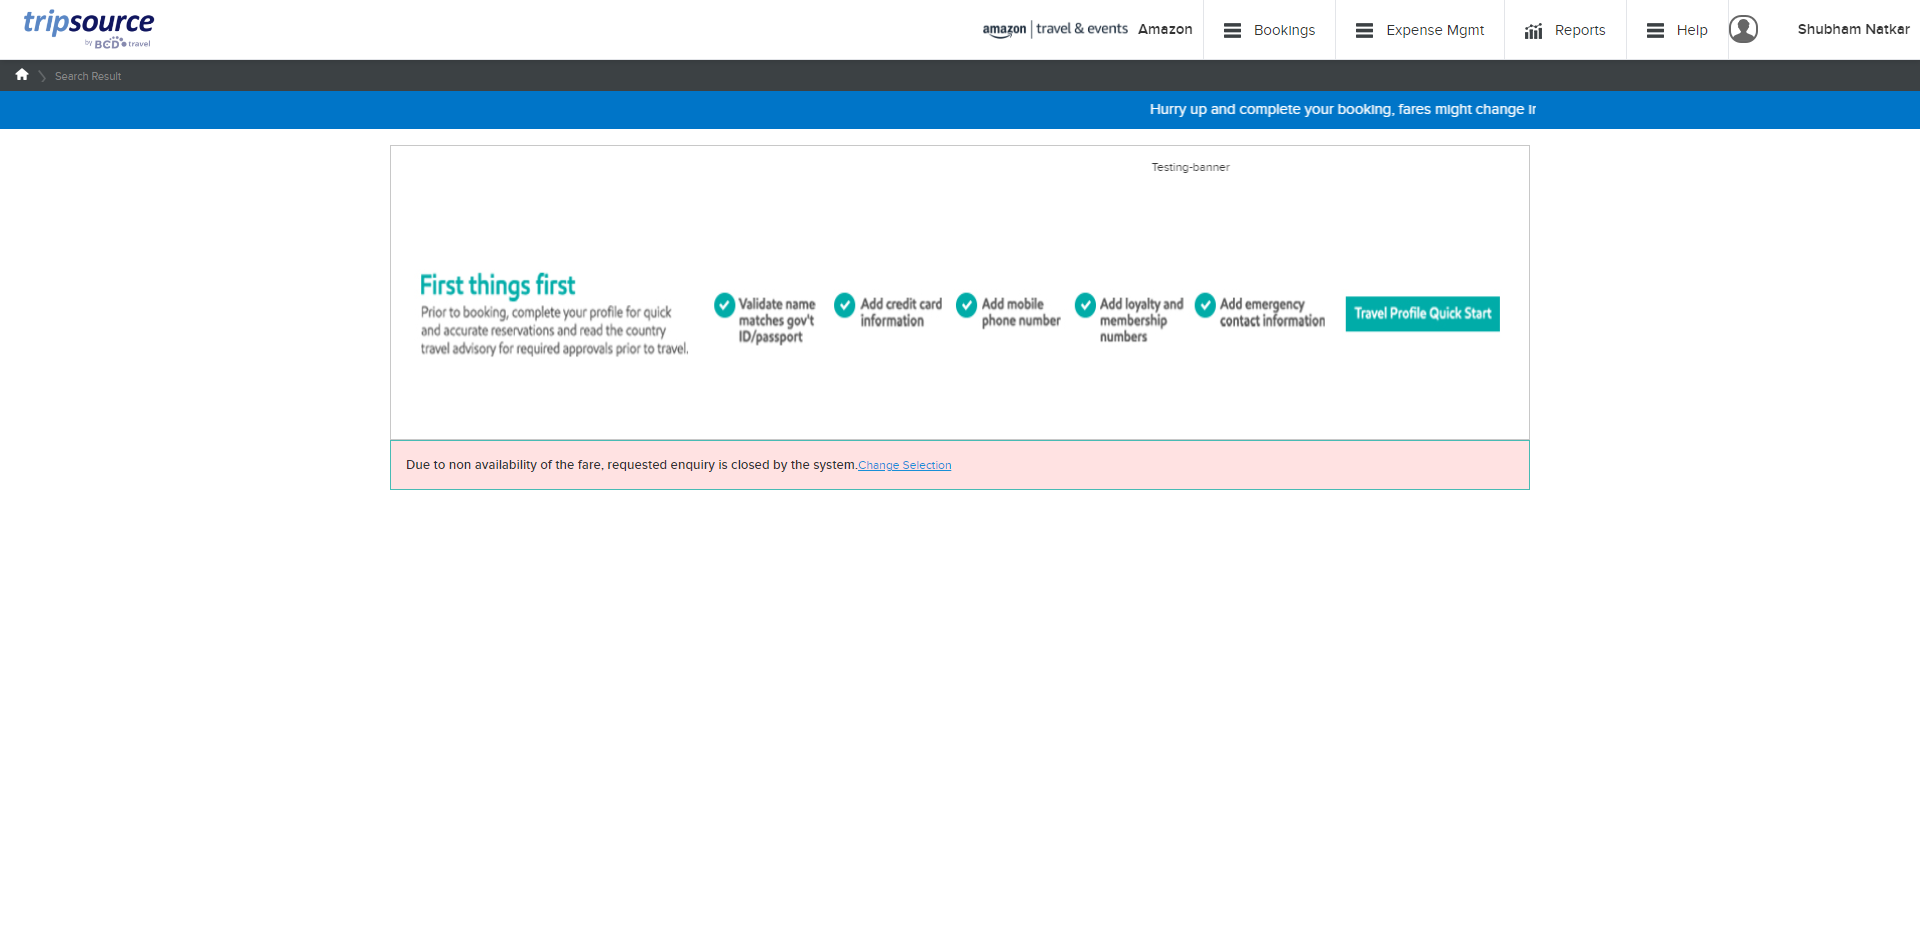 tripsource
by BCD travel
amazon | travel & events Amazon
Bookings
Expense Mgmt
Reports
Help
Shubham Natkar
Search Result
Hurry up and complete your booking, fares might change
Testing-banner
First things first
Prior to booking, complete your profile for quick
and accurate reservations and read the country
travel advisory for required approvals prior to travel.
Validate name
matches gov't
ID/passport
Add credit card
information
Add mobile
phone number
Add loyalty and
membership
numbers
Add emergency
contact information
Travel Profile Quick Start
Due to non availability of the fare, requested enquiry is closed by the system.Change Selection